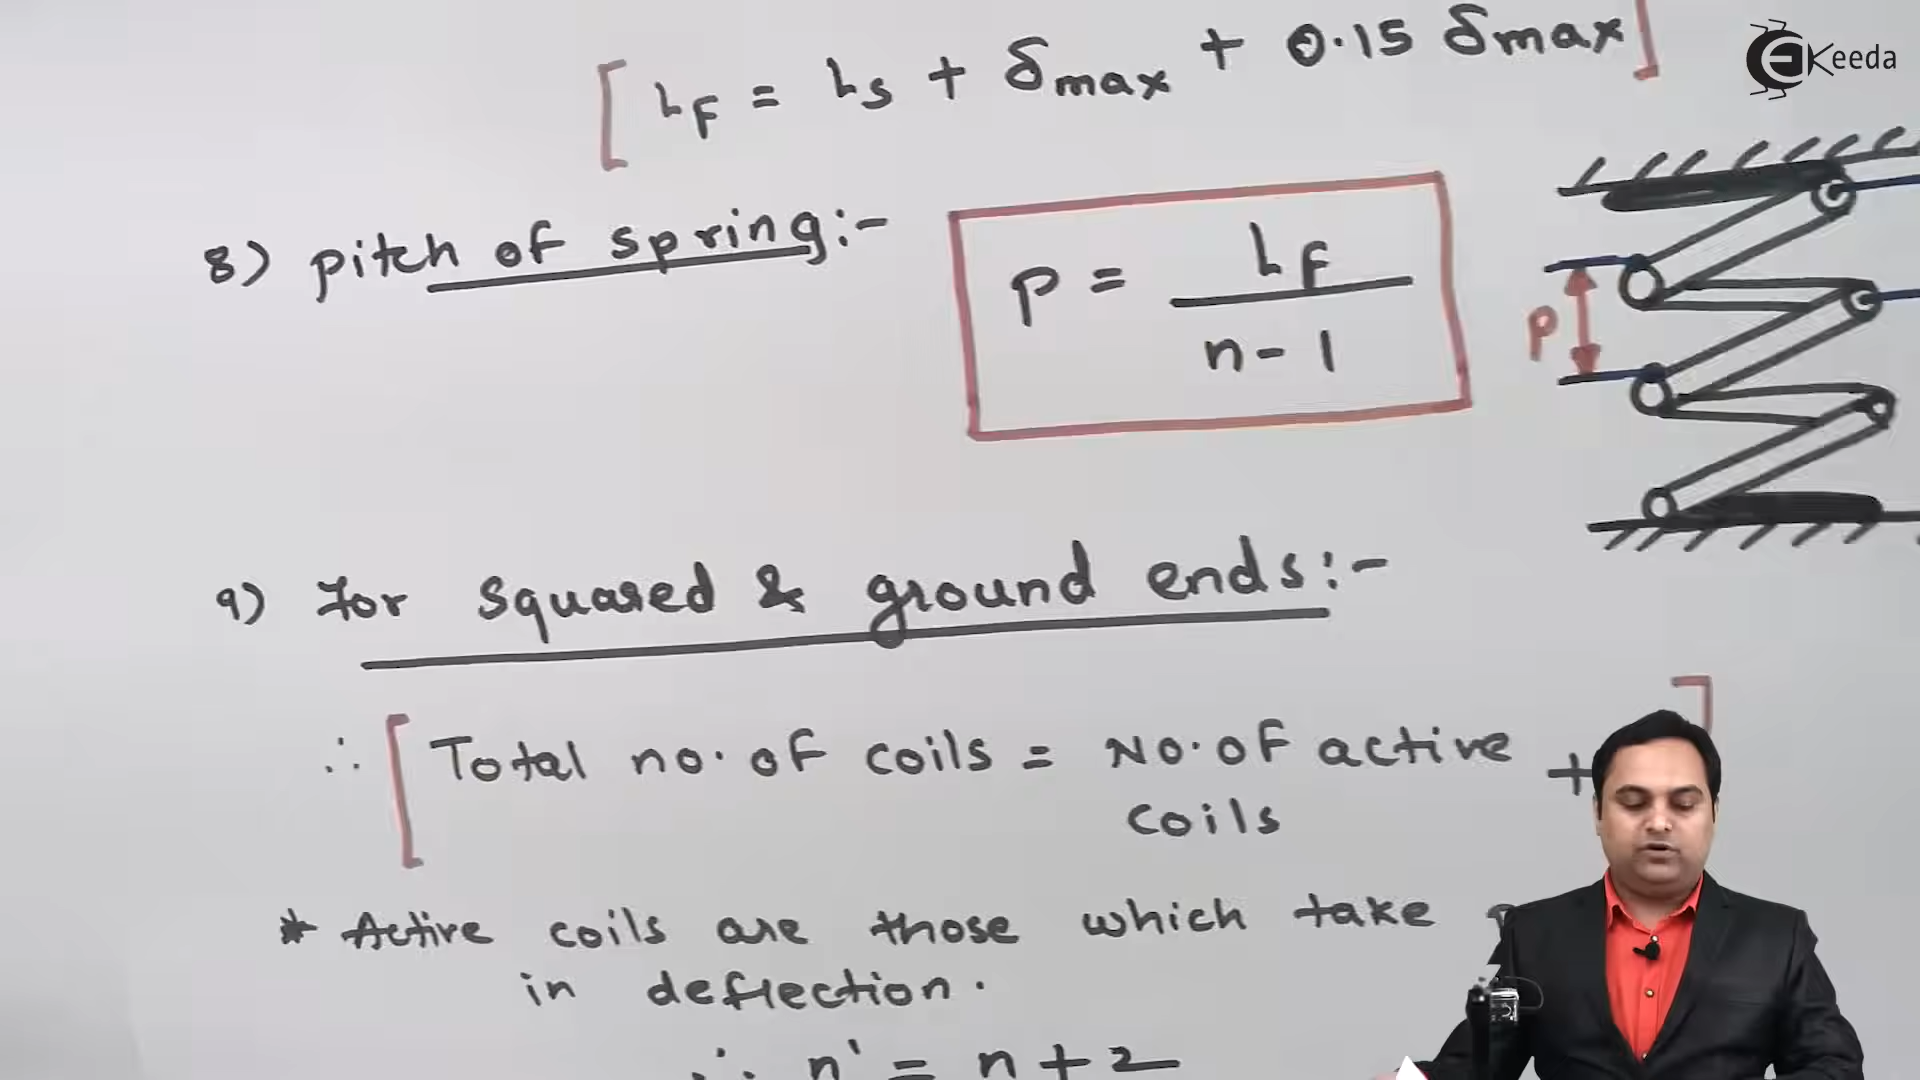 [ LF = LS + δmax + 0.15 δmax ]
EKeeda
8) pitch of spring:-
P = LF / n - 1
P
9) For squared & ground ends:-
∴ [ Total no. of coils = No. of active + ]
coils
* Active coils are those which take
in deflection.
∴ n' = n + 2